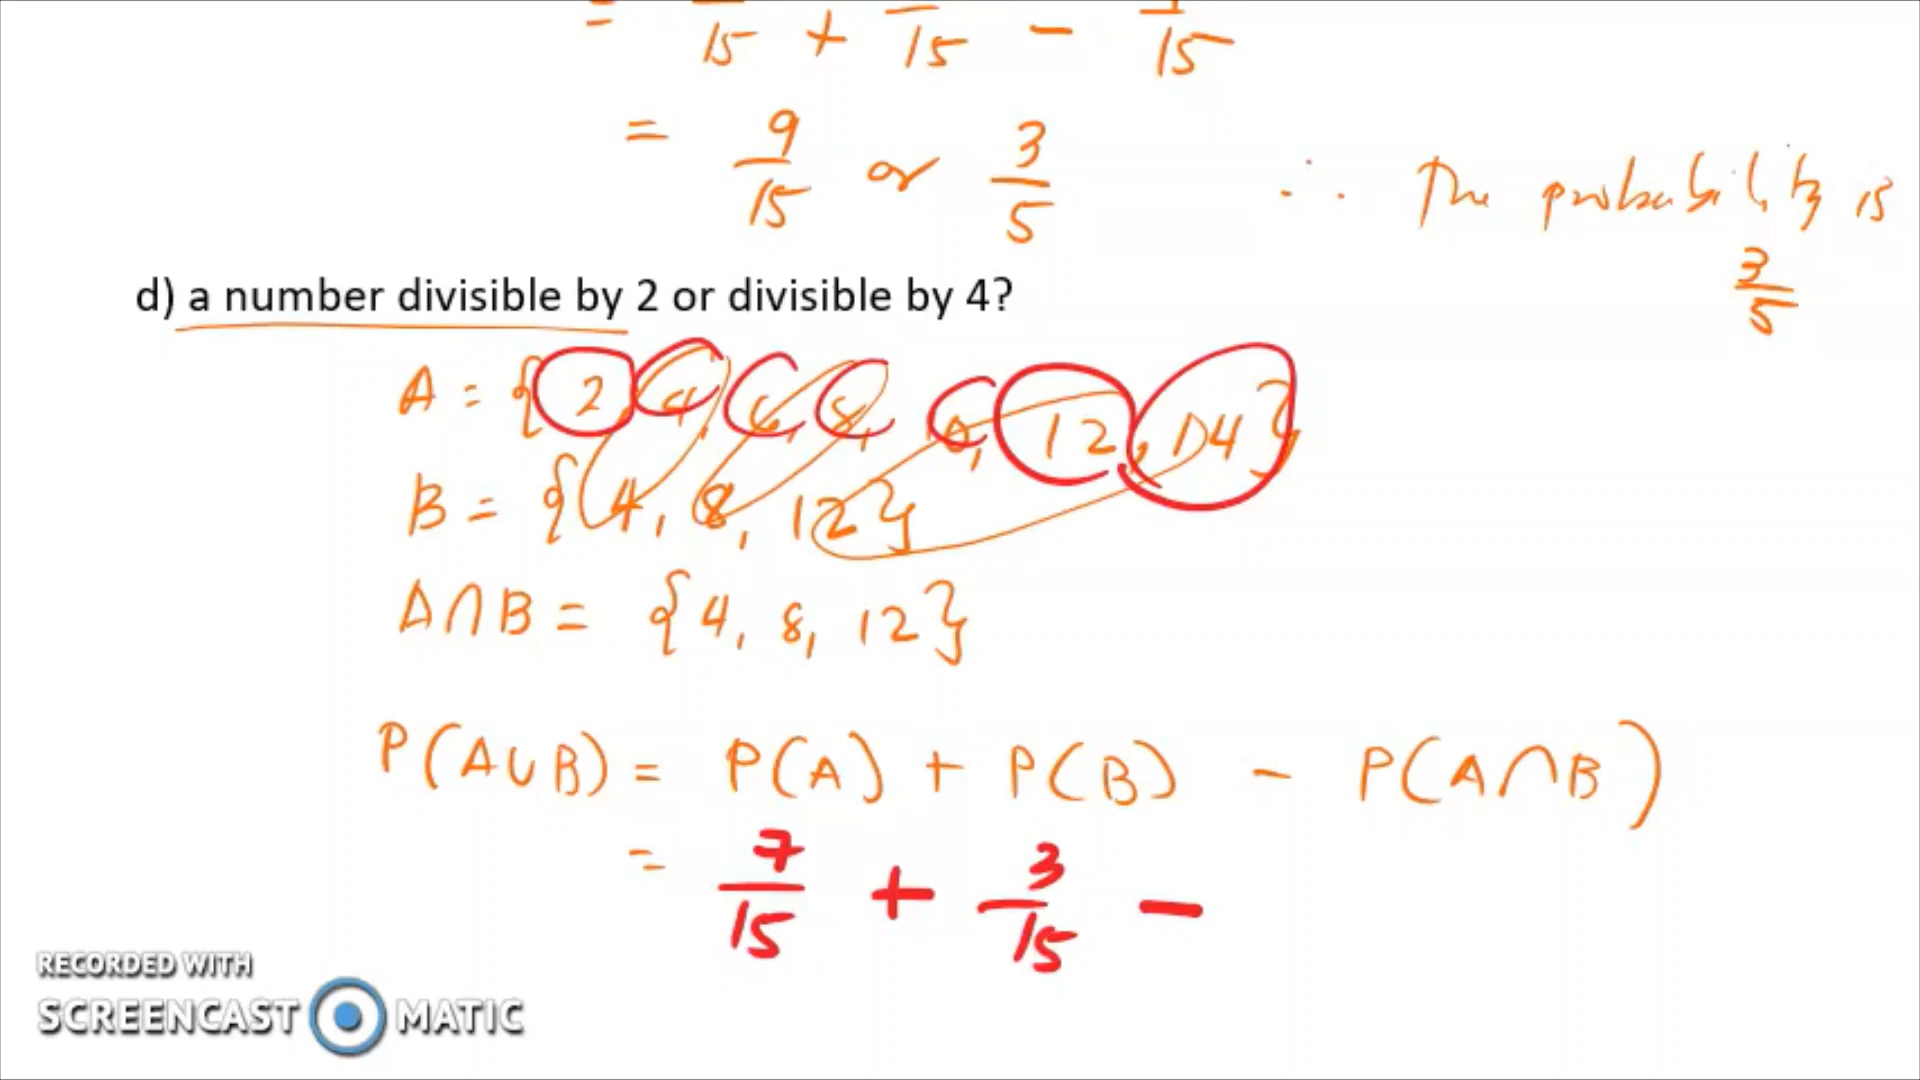 = 15 + 15 - 15
= 9/15 or 3/5 ∴ The probability is 3/5
d) a number divisible by 2 or divisible by 4?
A = {2, 4, 6, 8, 10, 12, 14}
B = {4, 8, 12}
A∩B = {4, 8, 12}
P(A∪B) = P(A) + P(B) - P(A∩B)
= 7/15 + 3/15 -
RECORDED WITH
SCREENCAST MATIC